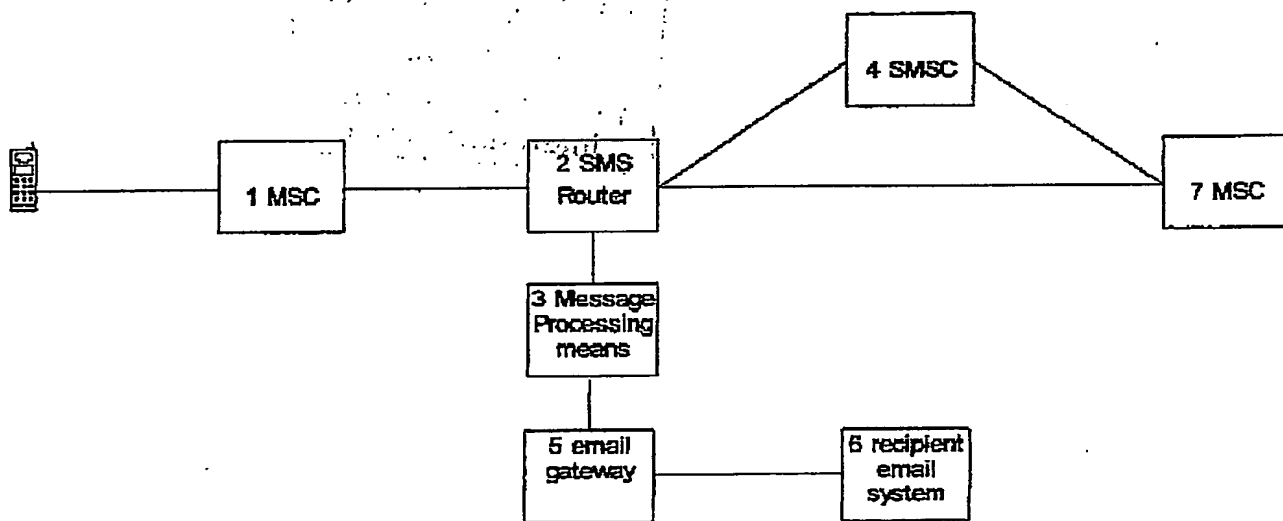 4 SMSC
1 MSC
2 SMS
Router
7 MSC
3 Message
Processing
means
5 email
gateway
6 recipient
email
system